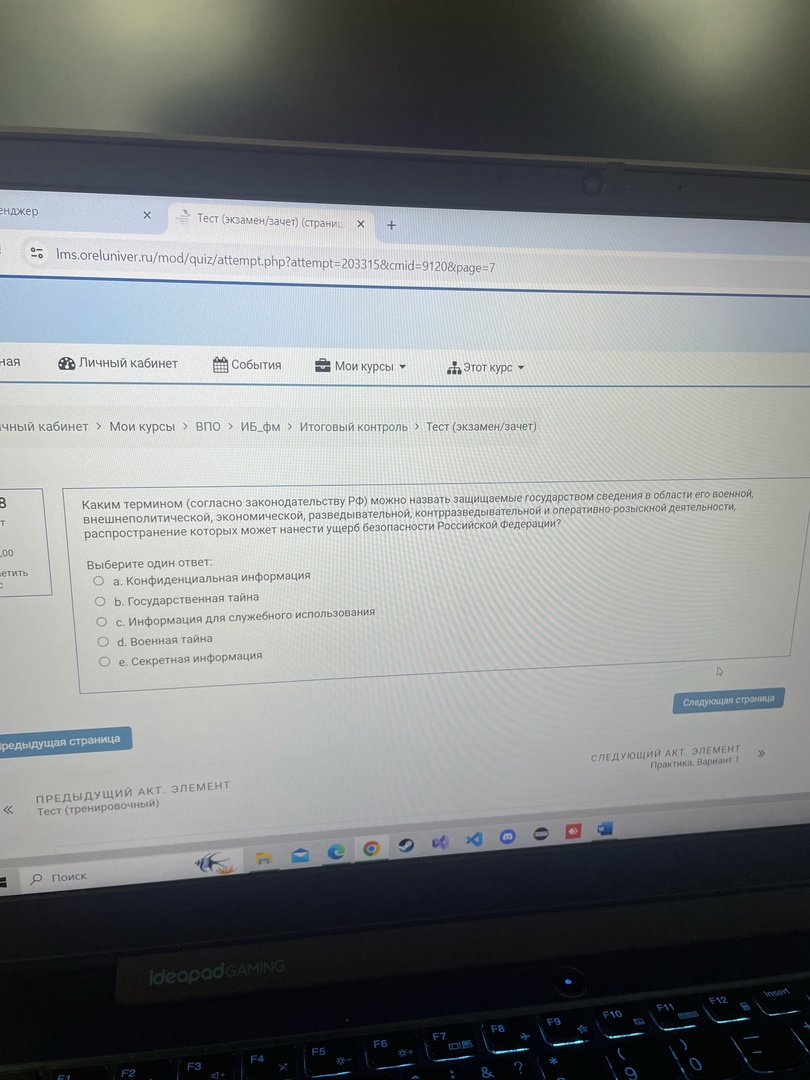 енджер
Тест (экзамен/зачет) (страниц
lms.oreluniver.ru/mod/quiz/attempt.php?attempt=203315&cmid=9120&page=7
ная Личный кабинет События Мои курсы Этот курс
ичный кабинет > Мои курсы > ВПО > ИБ_фм > Итоговый контроль > Тест (экзамен/зачет)
8
т
,00
етить
с
Каким термином (согласно законодательству РФ) можно назвать защищаемые государством сведения в области его военной,
внешнеполитической, экономической, разведывательной, контрразведывательной и оперативно-розыскной деятельности,
распространение которых может нанести ущерб безопасности Российской Федерации?
Выберите один ответ:
a. Конфиденциальная информация
b. Государственная тайна
c. Информация для служебного использования
d. Военная тайна
e. Секретная информация
Следующая страница
редыдущая страница
СЛЕДУЮЩИЙ АКТ. ЭЛЕМЕНТ
Практика. Вариант 1
ПРЕДЫДУЩИЙ АКТ. ЭЛЕМЕНТ
Тест (тренировочный)
Поиск
ideapad GAMING
F1 F2 F3 F4 F5 F6 F7 F8 F9 F10 F11 F12 Insert
& ? * ( ) 
9 0